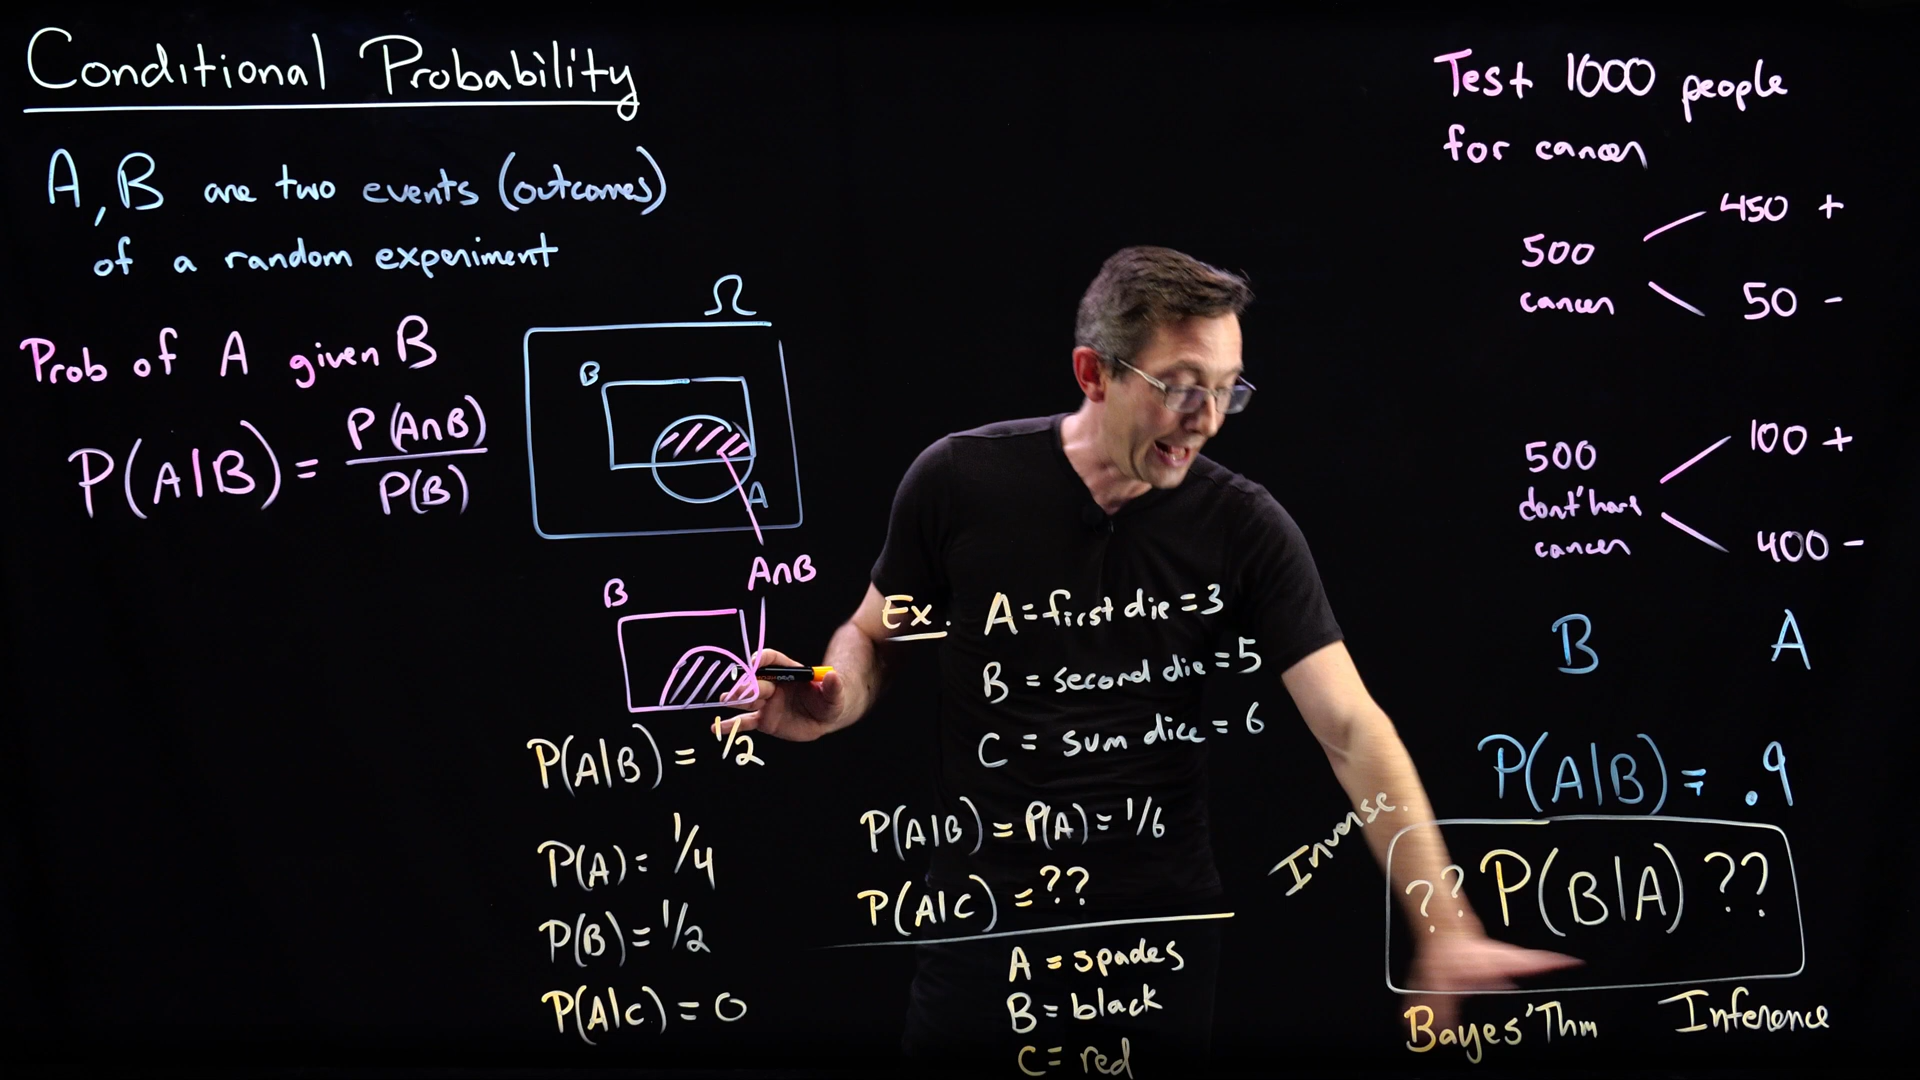 Conditional Probability
A, B are two events (outcomes)
of a random experiment
Prob of A given B
P(A|B) = P(A∩B) / P(B)
Ω
B
A
A∩B
B
P(A|B) = 1/2
P(A) = 1/4
P(B) = 1/2
P(A|C) = 0
Ex. A = first die = 3
B = second die = 5
C = sum dice = 6
P(A|B) = P(A) = 1/6
P(A|C) = ??
A = spades
B = black
C = red
Test 1000 people
for cancer
500
cancer
450 +
50 -
500
dont' have
cancer
100 +
400 -
B A
P(A|B) = .9
Inverse.
?? P(B|A) ??
Bayes' Thm Inference